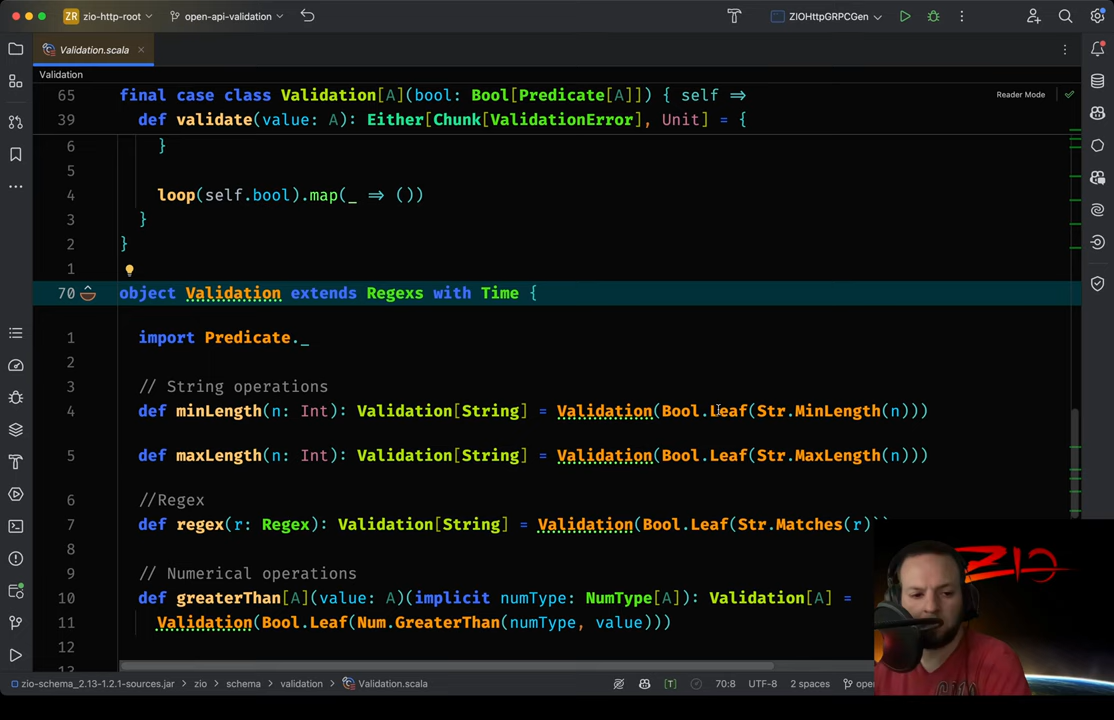 ZR zio-http-root
open-api-validation
ZIOHttpGRPCGen
Validation.scala
Validation
65 final case class Validation[A](bool: Bool[Predicate[A]]) { self ⇒
Reader Mode
39 def validate(value: A): Either[Chunk[ValidationError], Unit] = {
6 }
5
4 loop(self.bool).map(_ ⇒ ())
3 }
2 }
1
70 object Validation extends Regexs with Time {
1 import Predicate._
2
3 // String operations
4 def minLength(n: Int): Validation[String] = Validation(Bool.Leaf(Str.MinLength(n)))
5 def maxLength(n: Int): Validation[String] = Validation(Bool.Leaf(Str.MaxLength(n)))
6 //Regex
7 def regex(r: Regex): Validation[String] = Validation(Bool.Leaf(Str.Matches(r)
8
9 // Numerical operations
10 def greaterThan[A](value: A)(implicit numType: NumType[A]): Validation[A] =
11 Validation(Bool.Leaf(Num.GreaterThan(numType, value)))
12
ZIO
zio-schema_2.13-1.2.1-sources.jar > zio > schema > validation > Validation.scala
[T]
70:8 UTF-8 2 spaces